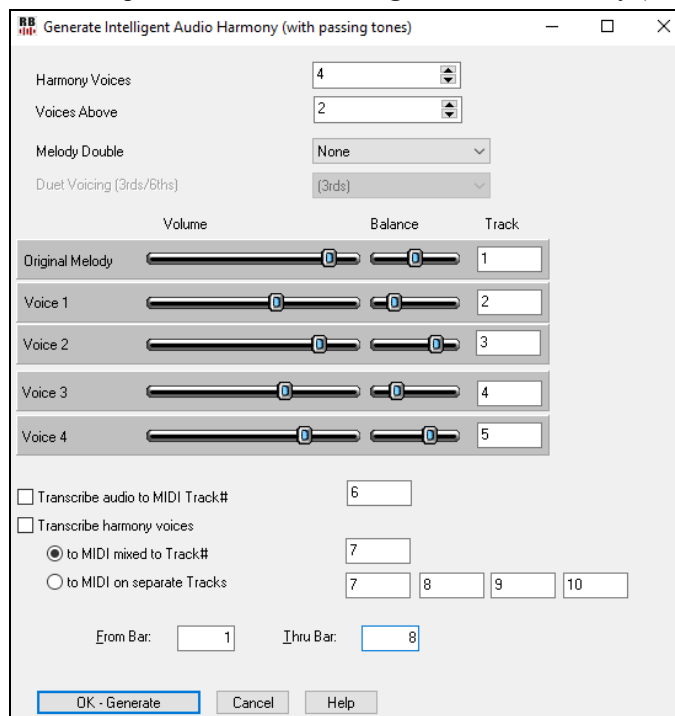 RB Generate Intelligent Audio Harmony (with passing tones)
Harmony Voices 4
Voices Above 2
Melody Double None
Duet Voicing (3rds/6ths) (3rds)
Volume Balance Track
Original Melody 1
Voice 1 2
Voice 2 3
Voice 3 4
Voice 4 5
Transcribe audio to MIDI Track# 6
Transcribe harmony voices
to MIDI mixed to Track# 7
to MIDI on separate Tracks 7 8 9 10
From Bar: 1 Thru Bar: 8
OK - Generate Cancel Help